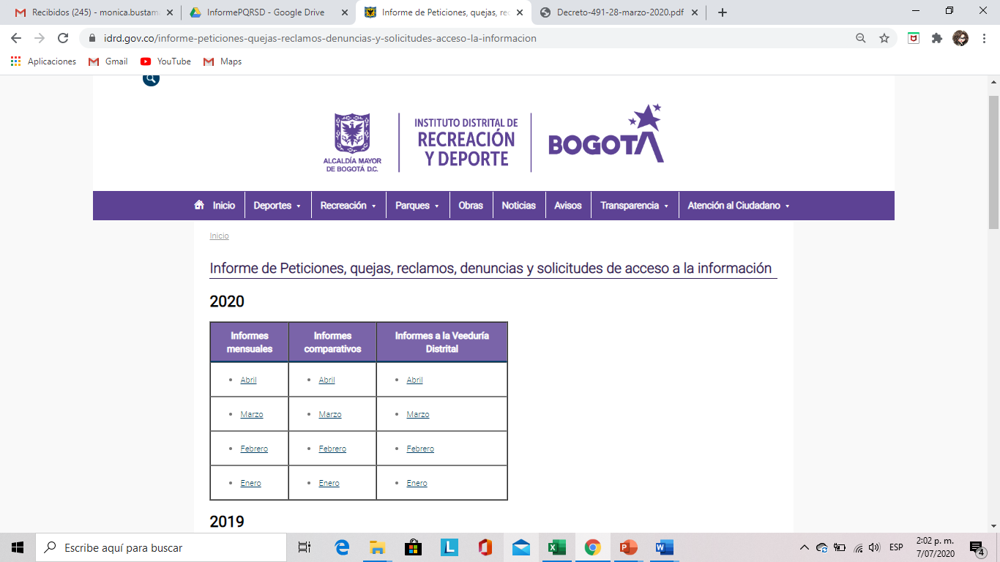 Recibidos (245) - monica.bustam
InformePQRSD - Google Drive
Informe de Peticiones, quejas, rec
Decreto-491-28-marzo-2020.pdf
idrd.gov.co/informe-peticiones-quejas-reclamos-denuncias-y-solicitudes-acceso-la-informacion
Aplicaciones Gmail YouTube Maps
ALCALDÍA MAYOR
DE BOGOTÁ D.C.
INSTITUTO DISTRITAL DE
RECREACIÓN
Y DEPORTE
BOGOTÁ
Inicio Deportes Recreación Parques Obras Noticias Avisos Transparencia Atención al Ciudadano
Inicio
Informe de Peticiones, quejas, reclamos, denuncias y solicitudes de acceso a la información
2020
Informes mensuales Informes comparativos Informes a la Veeduría Distrital
Abril Abril Abril
Marzo Marzo Marzo
Febrero Febrero Febrero
Enero Enero Enero
2019
Escribe aquí para buscar
ESP
2:02 p. m.
7/07/2020
4